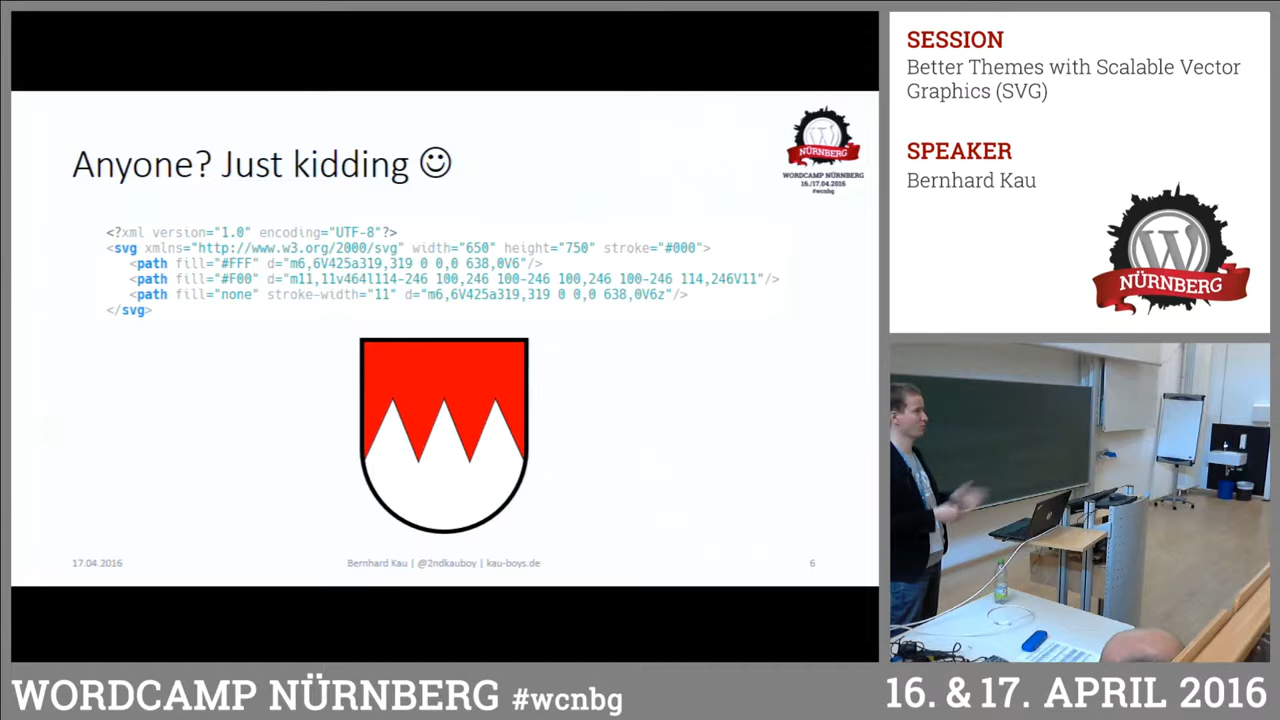 Anyone? Just kidding ☺
NÜRNBERG
WORDCAMP NÜRNBERG
16./17.04.2016
#wcnbg
<?xml version="1.0" encoding="UTF-8"?>
<svg xmlns="http://www.w3.org/2000/svg" width="650" height="750" stroke="#000">
<path fill="#FFF" d="m6,6V425a319,319 0 0,0 638,0V6"/>
<path fill="#F00" d="m11,11v464l114-246 100,246 100-246 100,246 100-246 114,246V11"/>
<path fill="none" stroke-width="11" d="m6,6V425a319,319 0 0,0 638,0V6z"/>
</svg>
17.04.2016
Bernhard Kau | @2ndkauboy | kau-boys.de
6
SESSION
Better Themes with Scalable Vector
Graphics (SVG)
SPEAKER
Bernhard Kau
NÜRNBERG
WORDCAMP NÜRNBERG #wcnbg
16. & 17. APRIL 2016